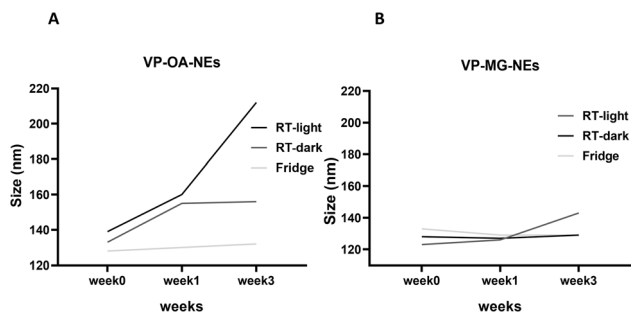 A
VP-OA-NEs
220
200
180
160
140
120
Size (nm)
RT-light
RT-dark
Fridge
week0 week1 week3
weeks
B
VP-MG-NEs
220
200
180
160
140
120
Size (nm)
RT-light
RT-dark
Fridge
week0 week1 week3
weeks